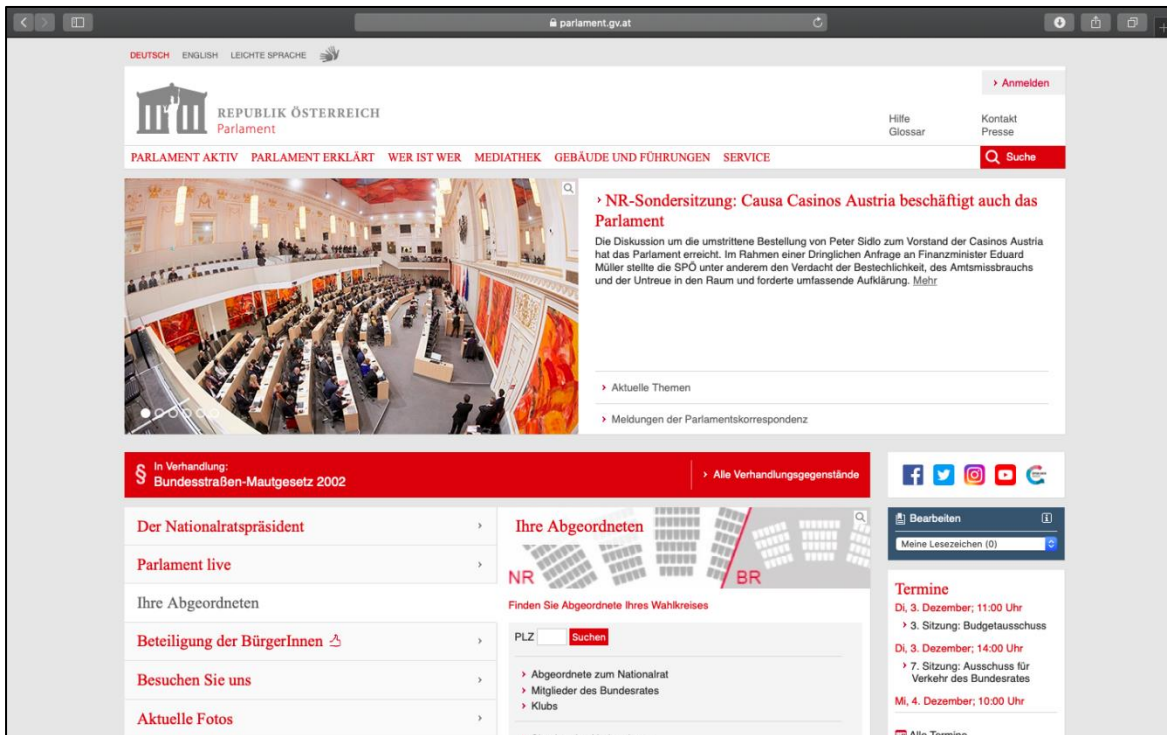 parlament.gv.at
DEUTSCH ENGLISH LEICHTE SPRACHE
Anmelden
REPUBLIK ÖSTERREICH
Parlament
Hilfe
Glossar
Kontakt
Presse
PARLAMENT AKTIV PARLAMENT ERKLÄRT WER IST WER MEDIATHEK GEBÄUDE UND FÜHRUNGEN SERVICE
Suche
NR-Sondersitzung: Causa Casinos Austria beschäftigt auch das
Parlament
Die Diskussion um die umstrittene Bestellung von Peter Sidlo zum Vorstand der Casinos Austria
hat das Parlament erreicht. Im Rahmen einer Dringlichen Anfrage an Finanzminister Eduard
Müller stellte die SPÖ unter anderem den Verdacht der Bestechlichkeit, des Amtsmissbrauchs
und der Untreue in den Raum und forderte umfassende Aufklärung. Mehr
Aktuelle Themen
Meldungen der Parlamentskorrespondenz
§ In Verhandlung:
Bundesstraßen-Mautgesetz 2002
Alle Verhandlungsgegenstände
Der Nationalratspräsident
Parlament live
Ihre Abgeordneten
Beteiligung der BürgerInnen
Besuchen Sie uns
Aktuelle Fotos
Ihre Abgeordneten
NR BR
Finden Sie Abgeordnete Ihres Wahlkreises
PLZ Suchen
Abgeordnete zum Nationalrat
Mitglieder des Bundesrates
Klubs
Bearbeiten
Meine Lesezeichen (0)
Termine
Di, 3. Dezember; 11:00 Uhr
3. Sitzung: Budgetausschuss
Di, 3. Dezember; 14:00 Uhr
7. Sitzung: Ausschuss für
Verkehr des Bundesrates
Mi, 4. Dezember; 10:00 Uhr
Alle Termine